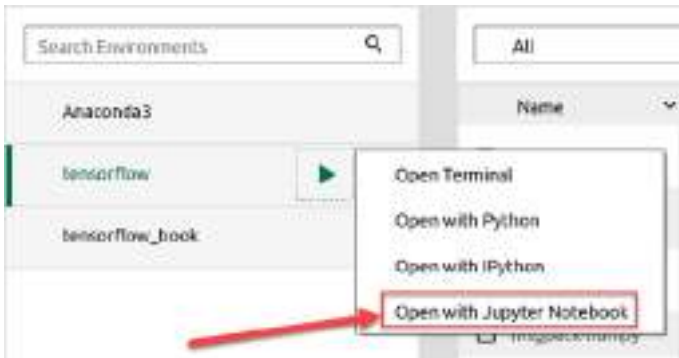 Search Environments
All
Anaconda3
Name
tensorflow
Open Terminal
Open with Python
tensorflow_book
Open with IPython
Open with Jupyter Notebook